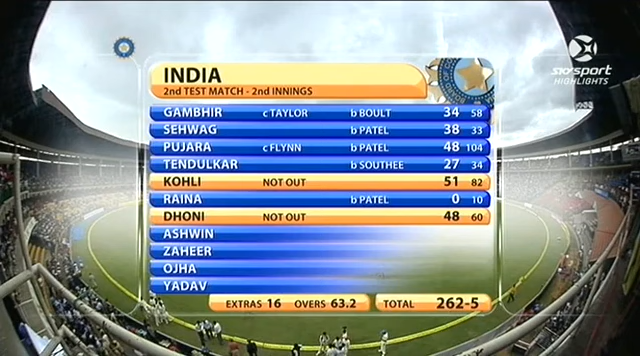 INDIA
2nd TEST MATCH - 2nd INNINGS
GAMBHIR c TAYLOR b BOULT 34 58
SEHWAG b PATEL 38 33
PUJARA c FLYNN b PATEL 48 104
TENDULKAR b SOUTHEE 27 34
KOHLI NOT OUT 51 82
RAINA b PATEL 0 10
DHONI NOT OUT 48 60
ASHWIN
ZAHEER
OJHA
YADAV
EXTRAS 16 OVERS 63.2 TOTAL 262-5
sky sport
HIGHLIGHTS